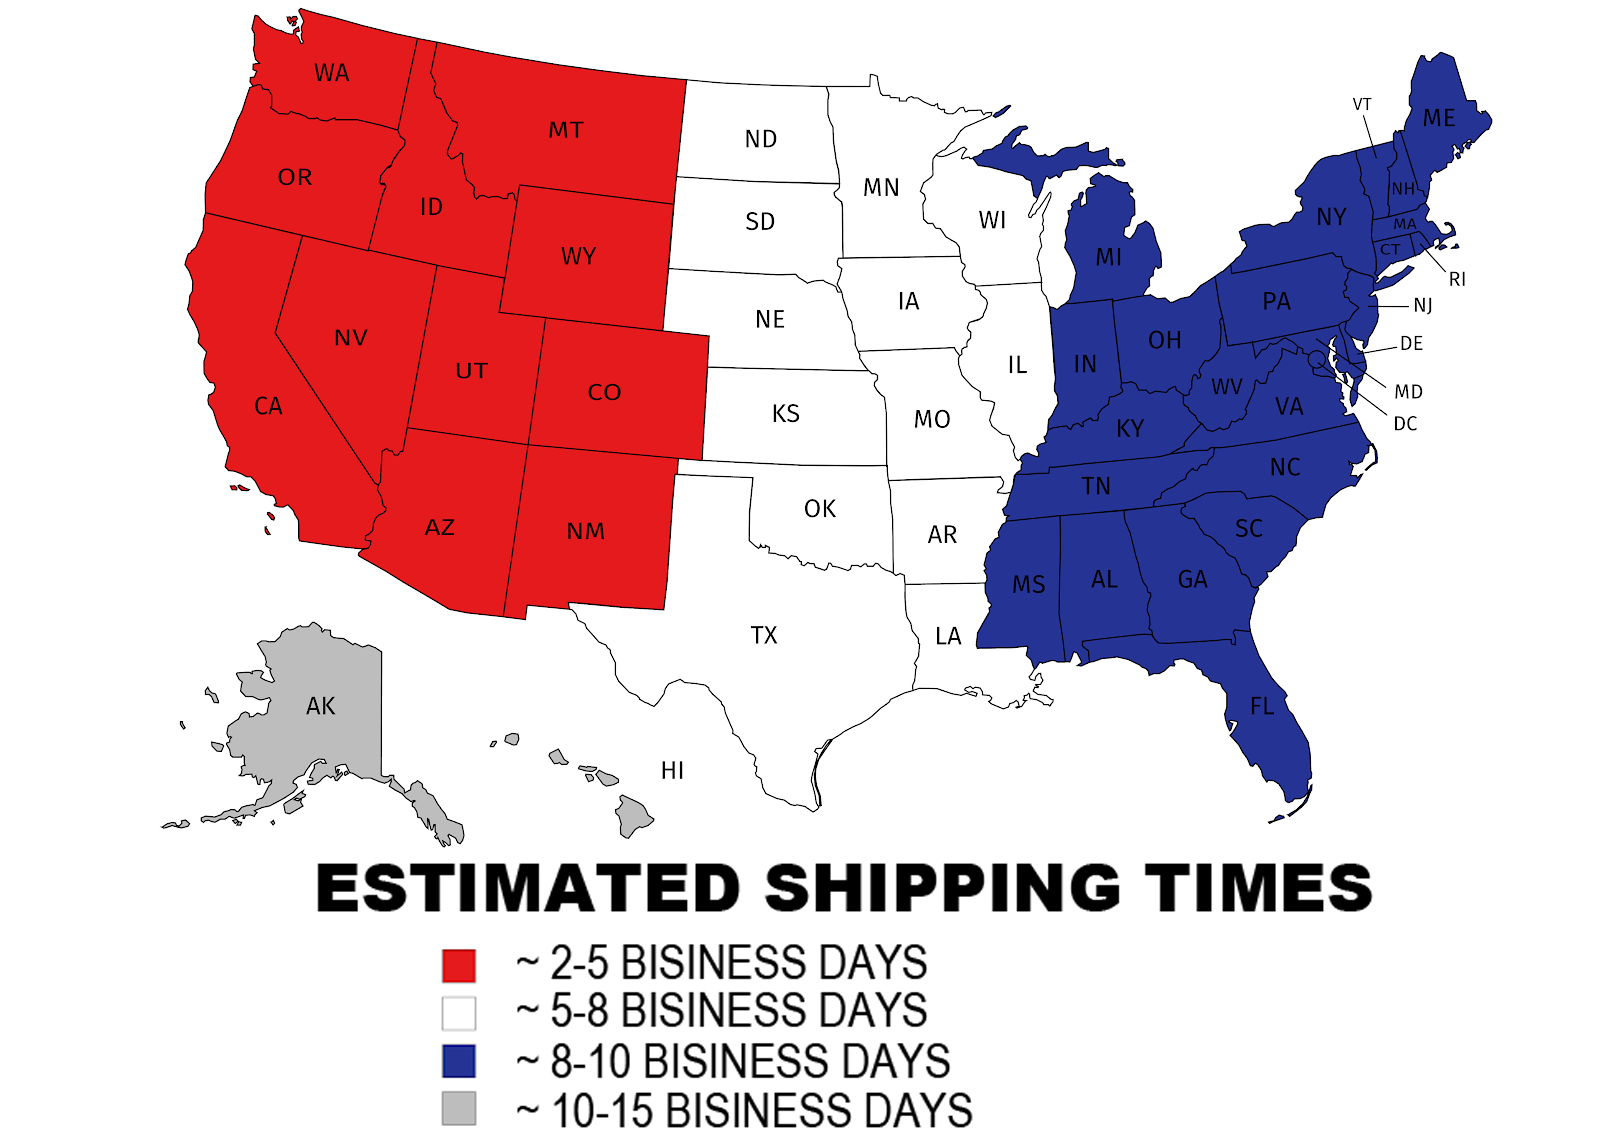 WA
MT
ND
MN
VT
ME
OR
ID
SD
WI
NY
NH
MA
CT
RI
WY
MI
NV
UT
CO
NE
IA
PA
NJ
CA
KS
MO
IL
IN
OH
WV
VA
DE
MD
DC
KY
NC
TN
AZ
NM
OK
AR
SC
MS
AL
GA
TX
LA
FL
AK
HI
ESTIMATED SHIPPING TIMES
~ 2-5 BISINESS DAYS
~ 5-8 BISINESS DAYS
~ 8-10 BISINESS DAYS
~ 10-15 BISINESS DAYS